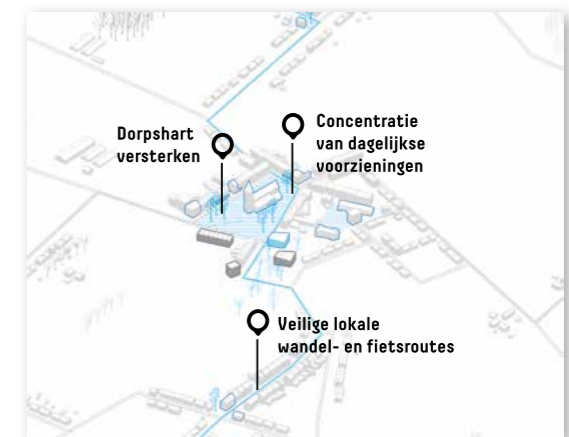 Dorpshart
versterken
Concentratie
van dagelijkse
voorzieningen
Veilige lokale
wandel- en fietsroutes